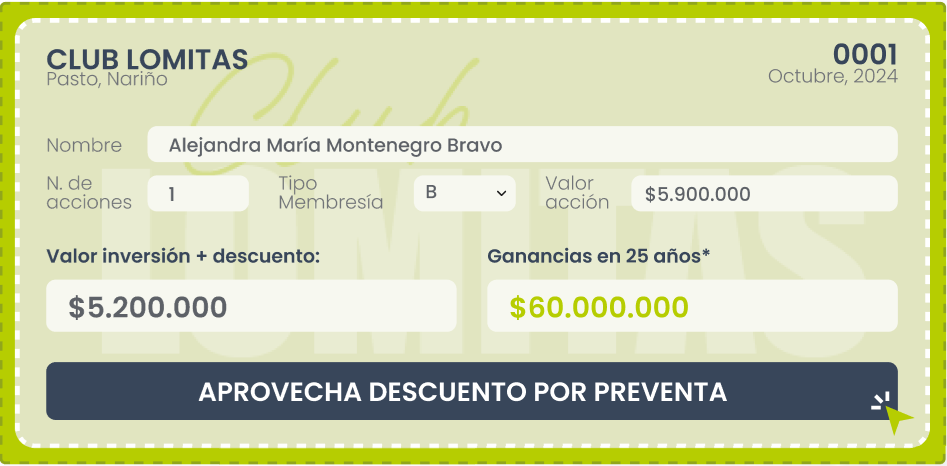 CLUB LOMITAS
Pasto, Nariño
0001
Octubre, 2024
Club
LOMITAS
Nombre
Alejandra María Montenegro Bravo
N. de
acciones
1
Tipo
Membresía
B
Valor
acción
$5.900.000
Valor inversión + descuento:
$5.200.000
Ganancias en 25 años*
$60.000.000
APROVECHA DESCUENTO POR PREVENTA